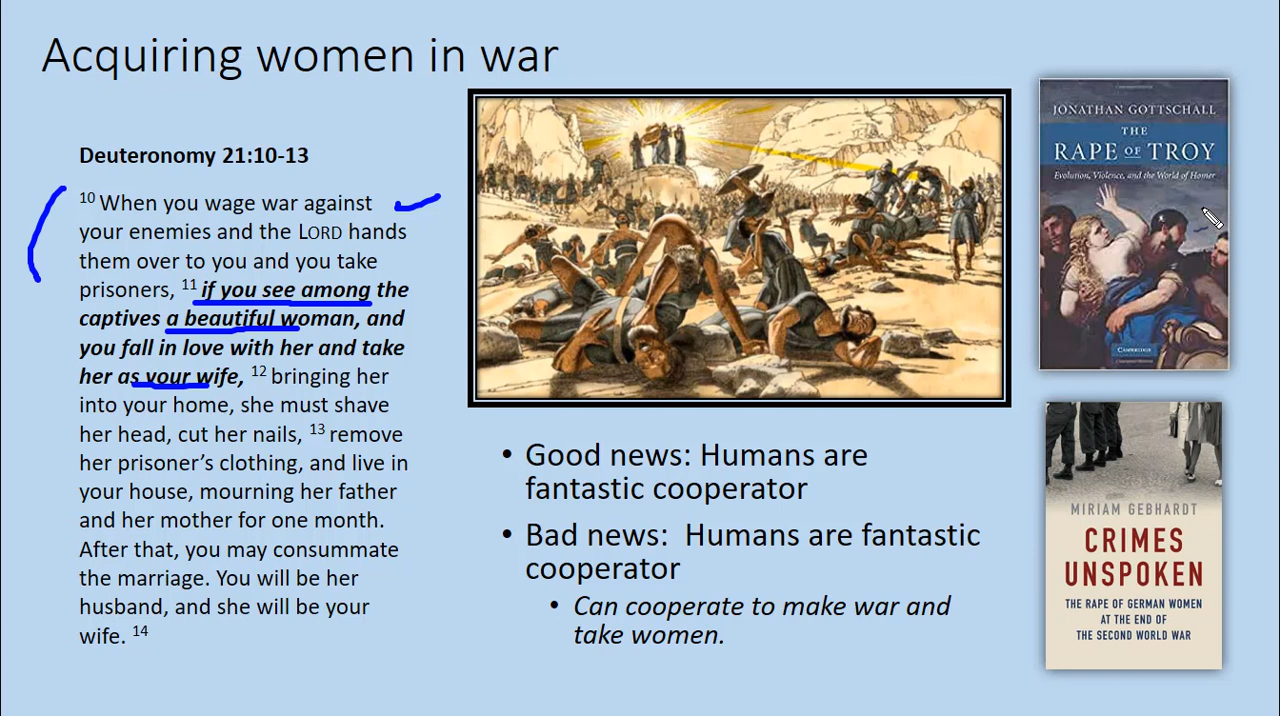 Acquiring women in war
Deuteronomy 21:10-13
10 When you wage war against
your enemies and the LORD hands
them over to you and you take
prisoners, 11 if you see among the
captives a beautiful woman, and
you fall in love with her and take
her as your wife, 12 bringing her
into your home, she must shave
her head, cut her nails, 13 remove
her prisoner's clothing, and live in
your house, mourning her father
and her mother for one month.
After that, you may consummate
the marriage. You will be her
husband, and she will be your
wife. 14
• Good news: Humans are
fantastic cooperator
• Bad news: Humans are fantastic
cooperator
• Can cooperate to make war and
take women.
JONATHAN GOTTSCHALL
THE
RAPE OF TROY
Evolution, Violence, and the World of Homer
CAMBRIDGE
MIRIAM GEBHARDT
CRIMES
UNSPOKEN
THE RAPE OF GERMAN WOMEN
AT THE END OF
THE SECOND WORLD WAR